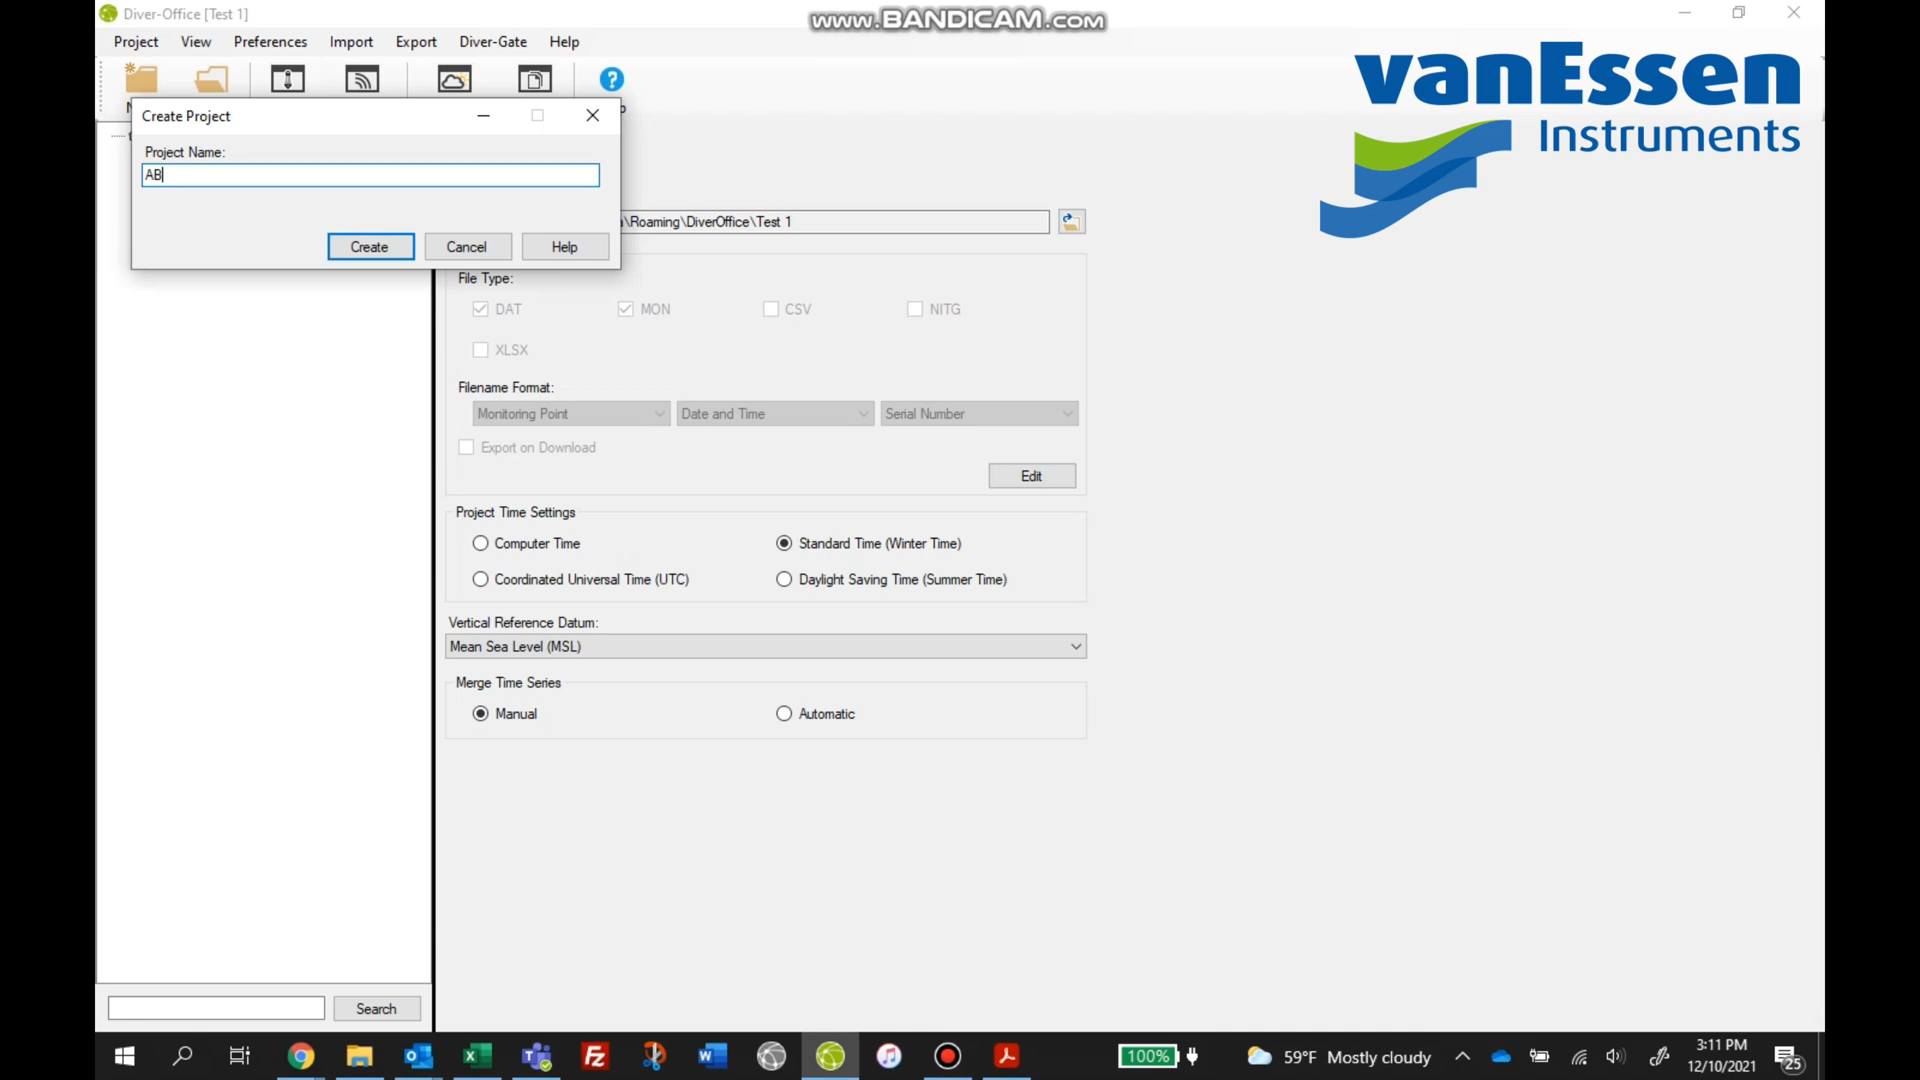 Diver-Office [Test 1]
www.BANDICAM.com
Project View Preferences Import Export Diver-Gate Help
vanEssen
Instruments
Create Project
Project Name:
AB
Create Cancel Help
\Roaming\DiverOffice\Test 1
File Type:
DAT MON CSV NITG
XLSX
Filename Format:
Monitoring Point Date and Time Serial Number
Export on Download
Edit
Project Time Settings
Computer Time Standard Time (Winter Time)
Coordinated Universal Time (UTC) Daylight Saving Time (Summer Time)
Vertical Reference Datum:
Mean Sea Level (MSL)
Merge Time Series
Manual Automatic
Search
100% 59°F Mostly cloudy 3:11 PM
12/10/2021 25